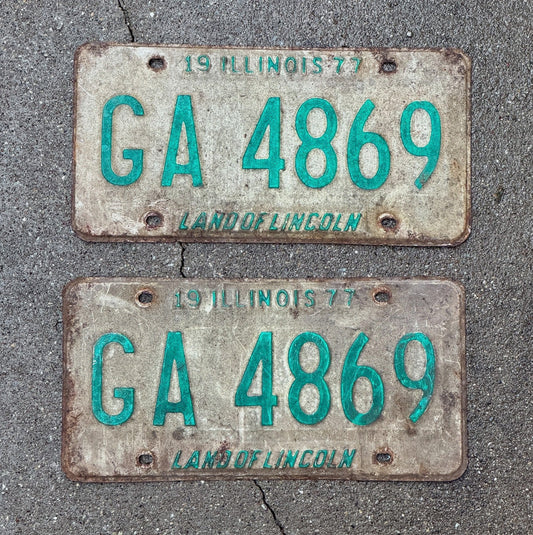 19 ILLINOIS 77
GA 4869
LAND OF LINCOLN
19 ILLINOIS 77
GA 4869
LAND OF LINCOLN